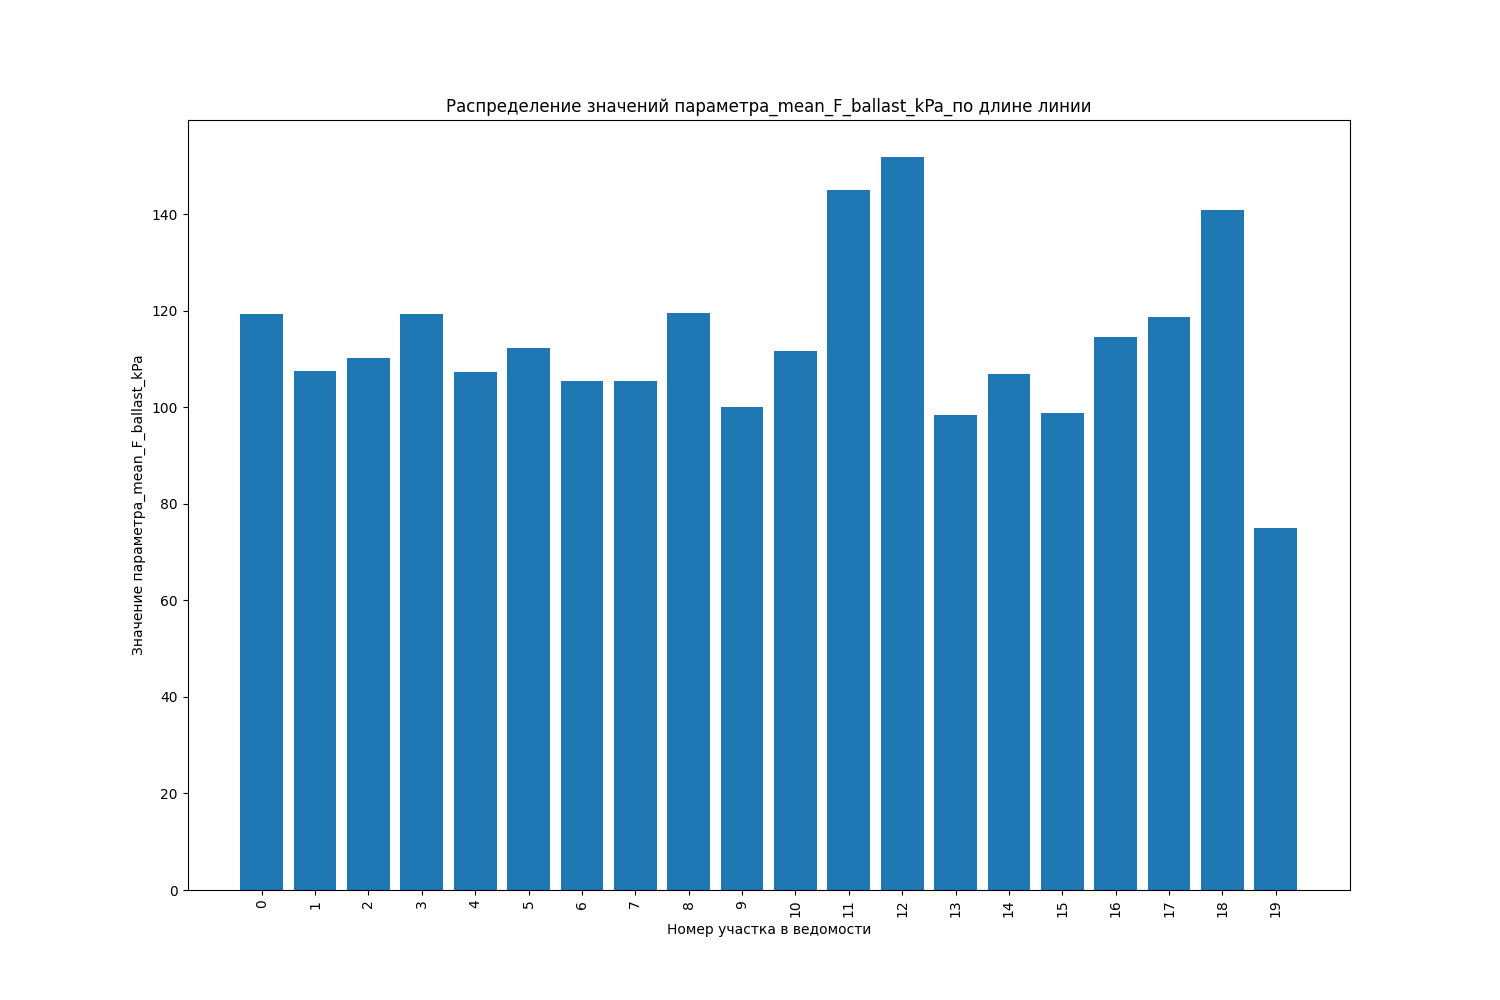 Распределение значений параметра_mean_F_ballast_kPa_по длине линии
Значение параметра_mean_F_ballast_kPa
140
120
100
80
60
40
20
0
0 1 2 3 4 5 6 7 8 9 10 11 12 13 14 15 16 17 18 19
Номер участка в ведомости